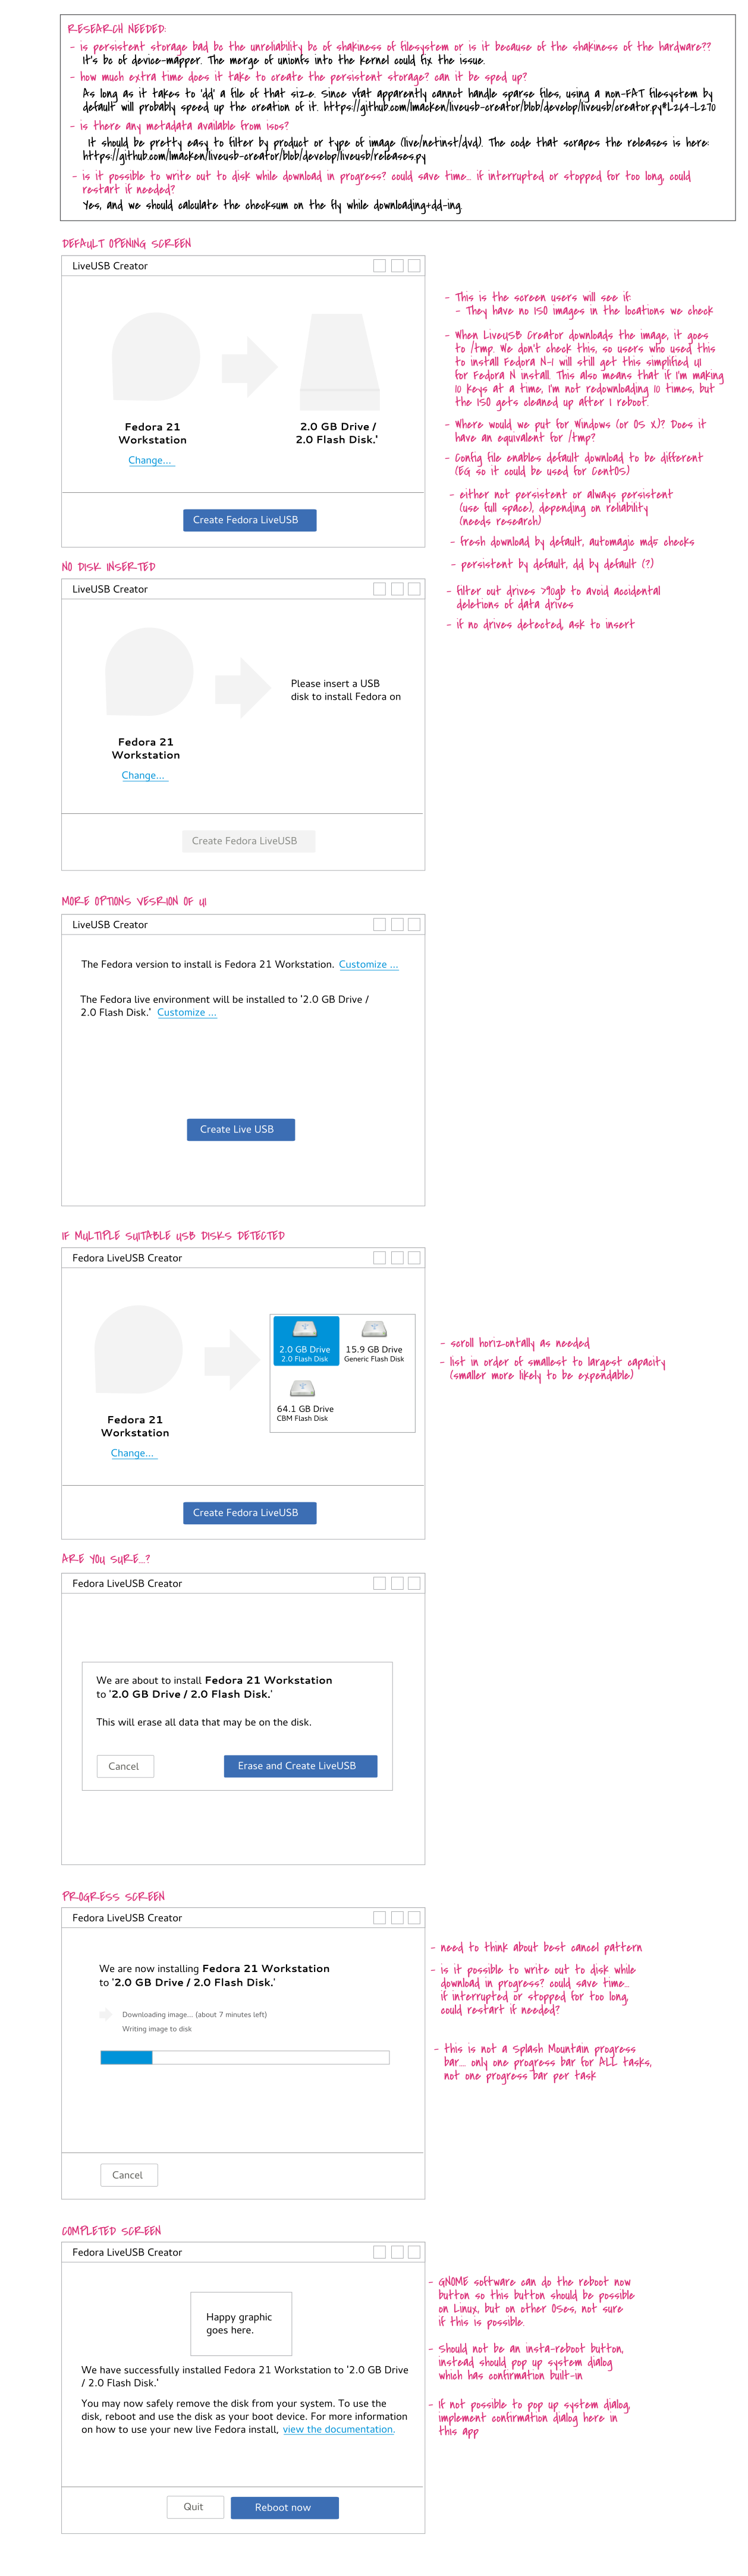 RESEARCH NEEDED:
- is persistent storage bad bc the unreliability bc of shakiness of filesystem or is it because of the shakiness of the hardware??
It's bc of device-mapper. The merge of unionfs into the kernel could fix the issue.
- how much extra time does it take to create the persistent storage? can it be sped up?
As long as it takes to 'dd' a file of that size. Since vfat apparently cannot handle sparse files, using a non-FAT filesystem by
default will probably speed up the creation of it. https://github.com/lmacken/liveusb-creator/blob/develop/liveusb/creator.py#L264-L270
- is there any metadata available from isos?
It should be pretty easy to filter by product or type of image (live/netinst/dvd). The code that scrapes the releases is here:
https://github.com/lmacken/liveusb-creator/blob/develop/liveusb/releases.py
- is it possible to write out to disk while download in progress? could save time... if interrupted or stopped for too long, could
restart if needed?
Yes, and we should calculate the checksum on the fly while downloading+dd-ing.
DEFAULT OPENING SCREEN
LiveUSB Creator
Fedora 21
Workstation
Change...
2.0 GB Drive /
2.0 Flash Disk.'
Create Fedora LiveUSB
- This is the screen users will see if:
- They have no ISO images in the locations we check
- When LiveUSB Creator downloads the image, it goes
to /tmp. We don't check this, so users who used this
to install Fedora N-1 will still get this simplified UI
for Fedora N install. This also means that if I'm making
10 keys at a time, I'm not redownloading 10 times, but
the ISO gets cleaned up after 1 reboot.
- Where would we put for Windows (or OS X)? Does it
have an equivalent for /tmp?
- Config file enables default download to be different
(EG so it could be used for CentOS)
- either not persistent or always persistent
(use full space), depending on reliability
(needs research)
- fresh download by default, automagic md5 checks
- persistent by default, dd by default (?)
- filter out drives >90gb to avoid accidental
deletions of data drives
- if no drives detected, ask to insert
NO DISK INSERTED
LiveUSB Creator
Fedora 21
Workstation
Change...
Please insert a USB
disk to install Fedora on
Create Fedora LiveUSB
MORE OPTIONS VESRION OF UI
LiveUSB Creator
The Fedora version to install is Fedora 21 Workstation. Customize ...
The Fedora live environment will be installed to '2.0 GB Drive /
2.0 Flash Disk.' Customize ...
Create Live USB
IF MULTIPLE SUITABLE USB DISKS DETECTED
Fedora LiveUSB Creator
Fedora 21
Workstation
Change...
2.0 GB Drive
2.0 Flash Disk
15.9 GB Drive
Generic Flash Disk
64.1 GB Drive
CBM Flash Disk
Create Fedora LiveUSB
- scroll horizontally as needed
- list in order of smallest to largest capacity
(smaller more likely to be expendable)
ARE YOU SURE...?
Fedora LiveUSB Creator
We are about to install Fedora 21 Workstation
to '2.0 GB Drive / 2.0 Flash Disk.'
This will erase all data that may be on the disk.
Cancel
Erase and Create LiveUSB
PROGRESS SCREEN
Fedora LiveUSB Creator
We are now installing Fedora 21 Workstation
to '2.0 GB Drive / 2.0 Flash Disk.'
Downloading image... (about 7 minutes left)
Writing image to disk
Cancel
- need to think about best cancel pattern
- is it possible to write out to disk while
download in progress? could save time...
if interrupted or stopped for too long,
could restart if needed?
- this is not a Splash Mountain progress
bar.... only one progress bar for ALL tasks,
not one progress bar per task
COMPLETED SCREEN
Fedora LiveUSB Creator
Happy graphic
goes here.
We have successfully installed Fedora 21 Workstation to '2.0 GB Drive
/ 2.0 Flash Disk.'
You may now safely remove the disk from your system. To use the
disk, reboot and use the disk as your boot device. For more information
on how to use your new live Fedora install, view the documentation.
Quit
Reboot now
- GNOME software can do the reboot now
button so this button should be possible
on Linux, but on other OSes, not sure
if this is possible.
- Should not be an insta-reboot button,
instead should pop up system dialog
which has confirmation built-in
- If not possible to pop up system dialog,
implement confirmation dialog here in
this app